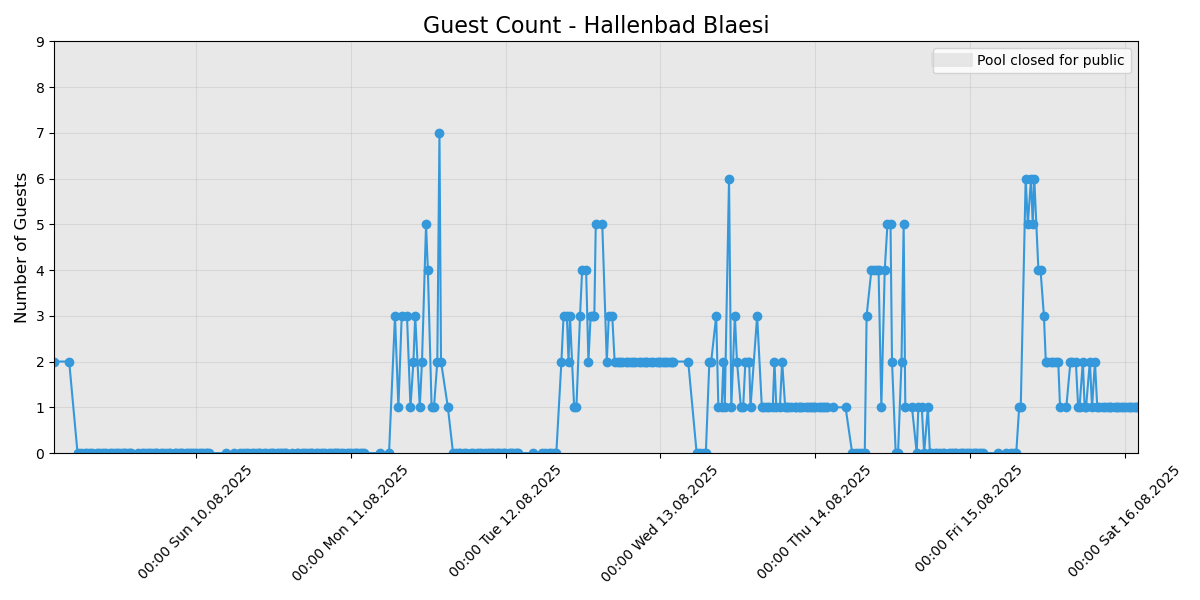 Guest Count - Hallenbad Blaesi
Pool closed for public
Number of Guests
9
8
7
6
5
4
3
2
1
0
00:00 Sun 10.08.2025
00:00 Mon 11.08.2025
00:00 Tue 12.08.2025
00:00 Wed 13.08.2025
00:00 Thu 14.08.2025
00:00 Fri 15.08.2025
00:00 Sat 16.08.2025